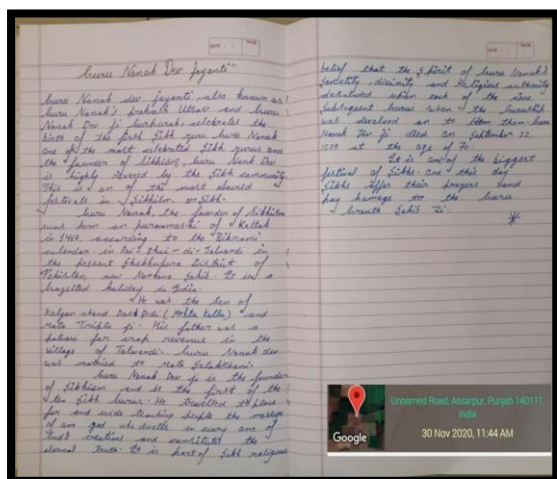 DATE : / /
PAGE
Guru Nanak Dev Jayanti"
Guru Nanak dev jayanti, also known as
Guru Nanak's prakash Utsav and Guru
Nanak Dev Ji Gurpurab, celebrate the
birth of the first Sikh guru, Guru Nanak
One of the most celebrated Sikh gurus and
the founder of Sikhism, Guru Nank Dev
is highly revered by the Sikh community
This is on of the most sacred
festivals in Sikhism, or Sikh.
Guru Nanak, the founder of Sikhism
was born on puranmashi of Kattak
in 1469, according to the Bikrami
calendar in Rai-Bhai-di-Talwandi in
the present Shekhupura District of
Pakistan, now Nankana Sahib. It is a
Gazetted holiday in India.
He was the son of
Kalyan chand Das Bedi (Mehta Kallu) and
Mata Tripta ji. His father was a
patwari for crop revenue in the
village of Talwandi. Guru Nanak dev
was married to Mata Sulakkhani.
Guru Nanak Dev ji is the founder
of Sikhism and is the first of the
ten Sikh Gurus. He travelled to place
far and wide teaching people the message
of one god who dwells in every one of
God's creations and constitutes the
eternal truth. It is part of Sikh religious
DATE : / /
PAGE
belief that the spirit of Guru Nanak's
sanctity, divinity and religious authority
descended upon each of the nine
subsequent Gurus when the Guruship
was devolved on to them. Guru
Nanak Dev Ji died on September 22,
1539 at the age of 70.
It is one of the biggest
festival of Sikhs. One this day
Sikhs offer their prayers and
pay homage to the Guru
Granth Sahib Ji.
Google
Unnamed Road, Assarpur, Punjab 140111,
India
30 Nov 2020, 11:44 AM